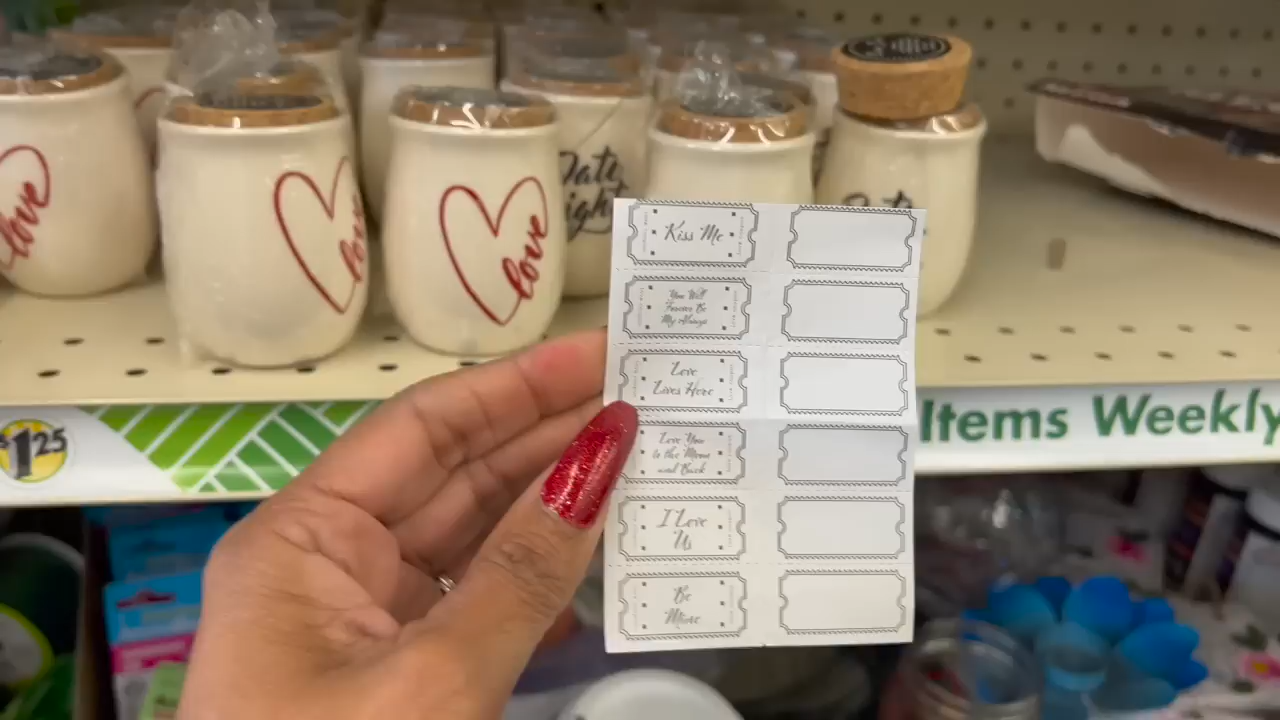 love
love
love
Date
Night
Kiss Me
You Will
Forever Be
My Always
Love
Lives Here
Love You
to the Moon
and Back
I Love
Us
Be
Mine
$1.25
Items Weekly